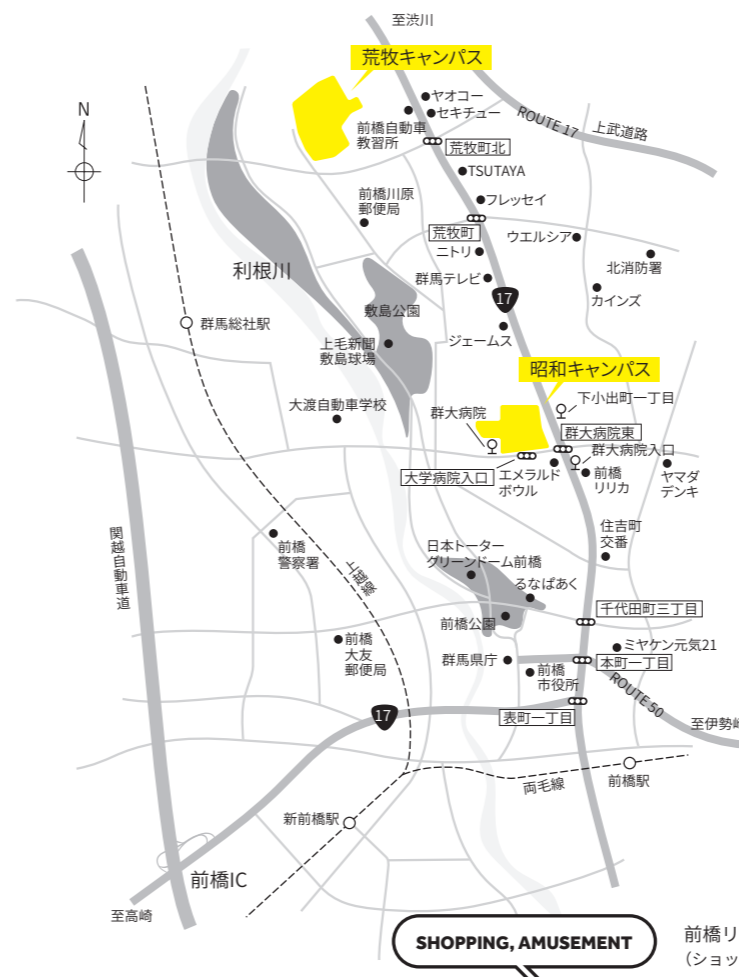 至渋川
荒牧キャンパス
ヤオコー
セキチュー
ROUTE 17
上武道路
N
前橋自動車
教習所
荒牧町北
TSUTAYA
前橋川原
郵便局
フレッセイ
荒牧町
ウエルシア
ニトリ
北消防署
利根川
群馬テレビ
カインズ
17
敷島公園
群馬総社駅
上毛新聞
敷島球場
ジェームス
昭和キャンパス
下小出町一丁目
大渡自動車学校
群大病院
群大病院東
群大病院入口
大学病院入口
エメラルド
ボウル
前橋
リリカ
ヤマダ
デンキ
関越自動車道
前橋
警察署
上越線
日本トーター
グリーンドーム前橋
住吉町
交番
るなぱあく
千代田町三丁目
前橋公園
前橋
大友
郵便局
ミヤケン元気21
群馬県庁
本町一丁目
前橋
市役所
ROUTE 50
17
表町一丁目
至伊勢崎
両毛線
前橋駅
新前橋駅
前橋IC
至高崎
SHOPPING, AMUSEMENT
前橋リ
（ショッ